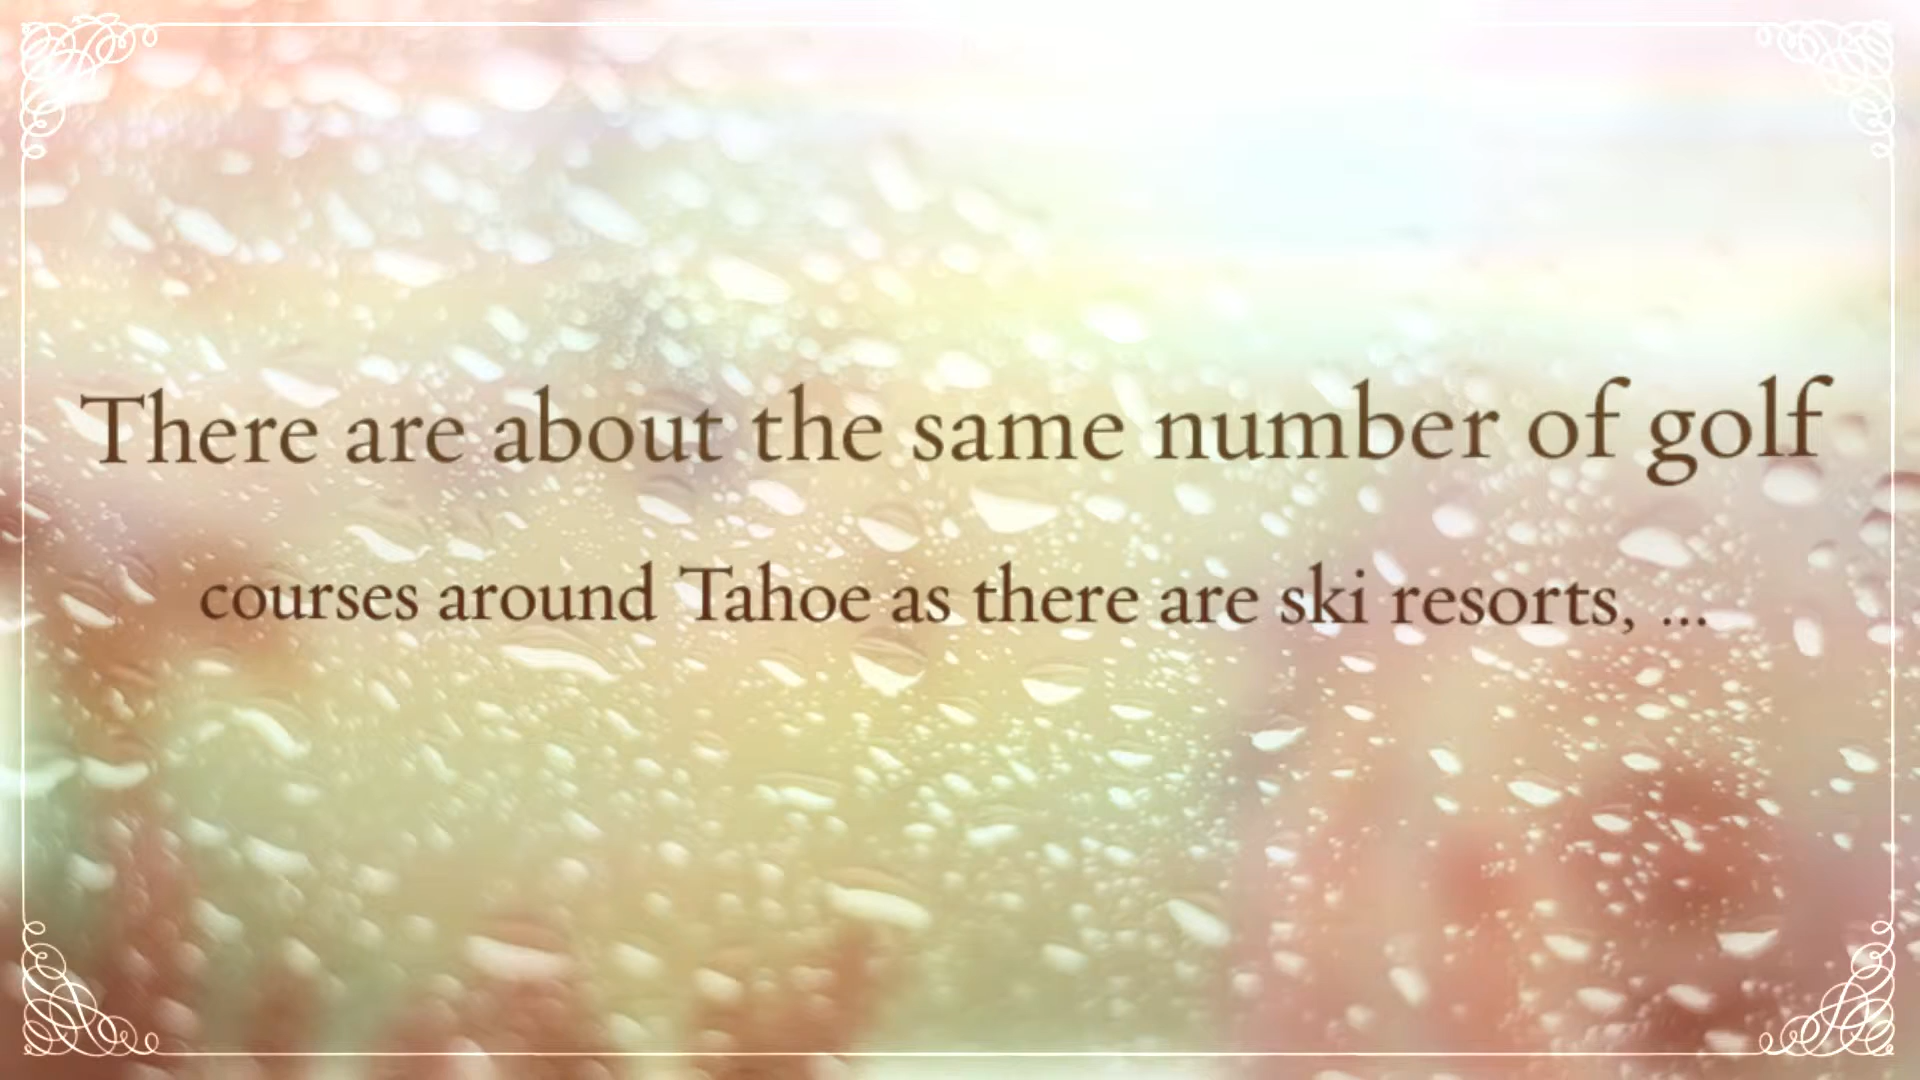 There are about the same number of golf
courses around Tahoe as there are ski resorts, ...